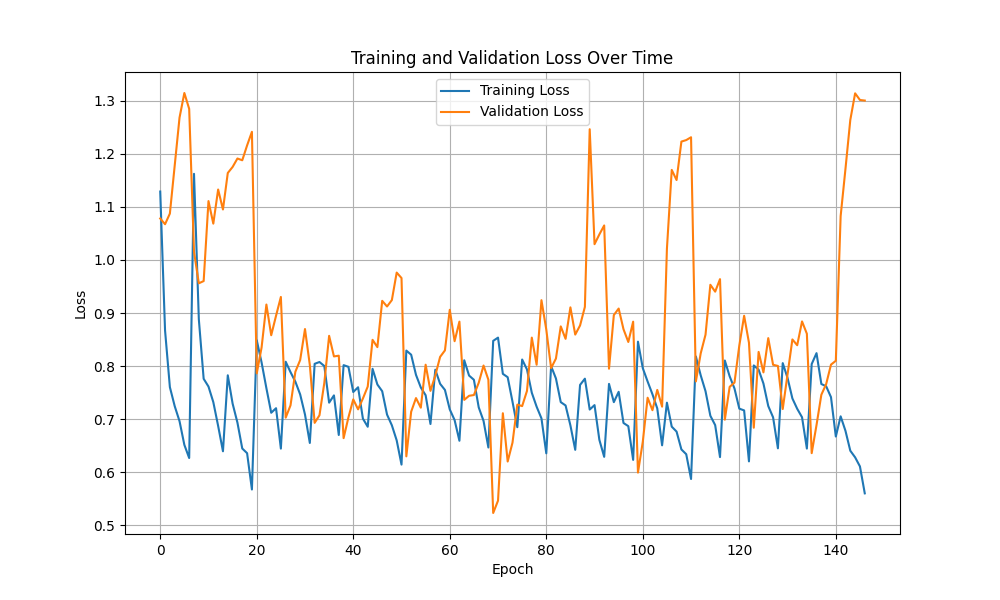 Training and Validation Loss Over Time
Training Loss
Validation Loss
1.3
1.2
1.1
1.0
0.9
0.8
0.7
0.6
0.5
Loss
0 20 40 60 80 100 120 140
Epoch